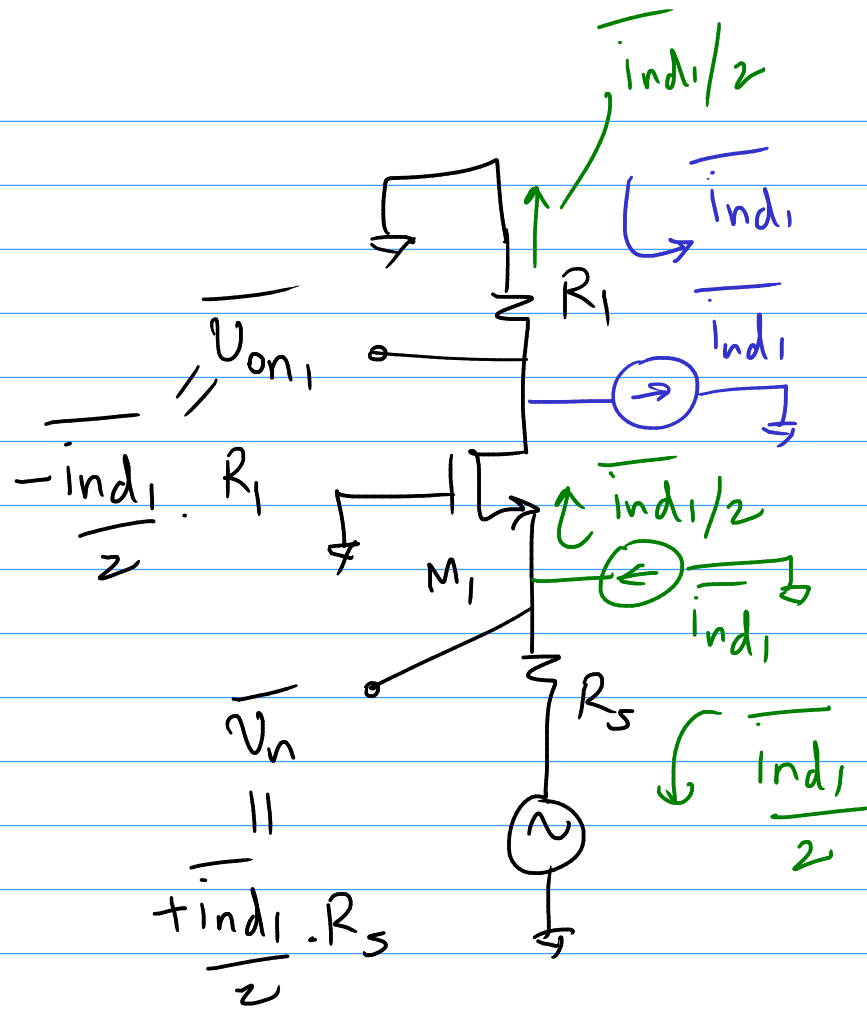 ind1/2
ind1
R1
ind1
Von1
=
-ind1/2 . R1
ind1/2
M1
ind1
RS
Vn
=
+ind1/2 . RS
ind1/2